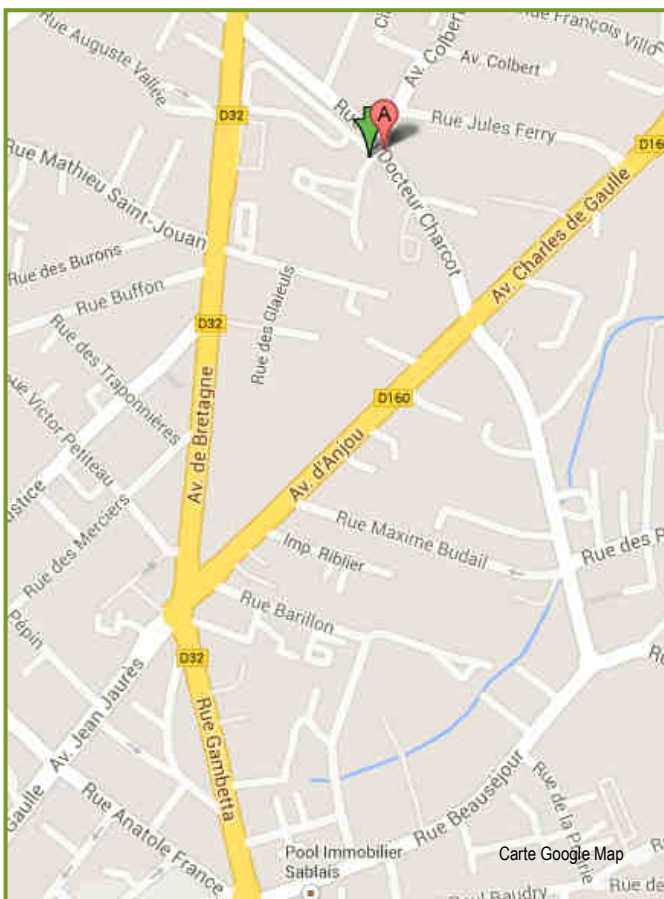 Rue François Villo
Av. Colbert
Av. Colbert
Rue Auguste Vallée
D32
A
Rue Jules Ferry
D160
Rue
Docteur Charcot
Rue Mathieu Saint-Jouan
Av. Charles de Gaulle
Rue des Burons
Rue Buffon
Rue des Glaïeuls
D32
Rue des Traponnières
Av. de Bretagne
D160
Av. d'Anjou
Victor Petiteau
Rue des Merciers
Rue Maxime Budail
Imp. Riblier
Rue des
Rue Barillon
Pépin
D32
Av. Jean Jaurès
Gaulle
Rue Gambetta
Rue Anatole France
Rue Beauséjour
Rue de la Prairie
Pool Immobilier
Sablais
Carte Google Map
Rue de
Baudry